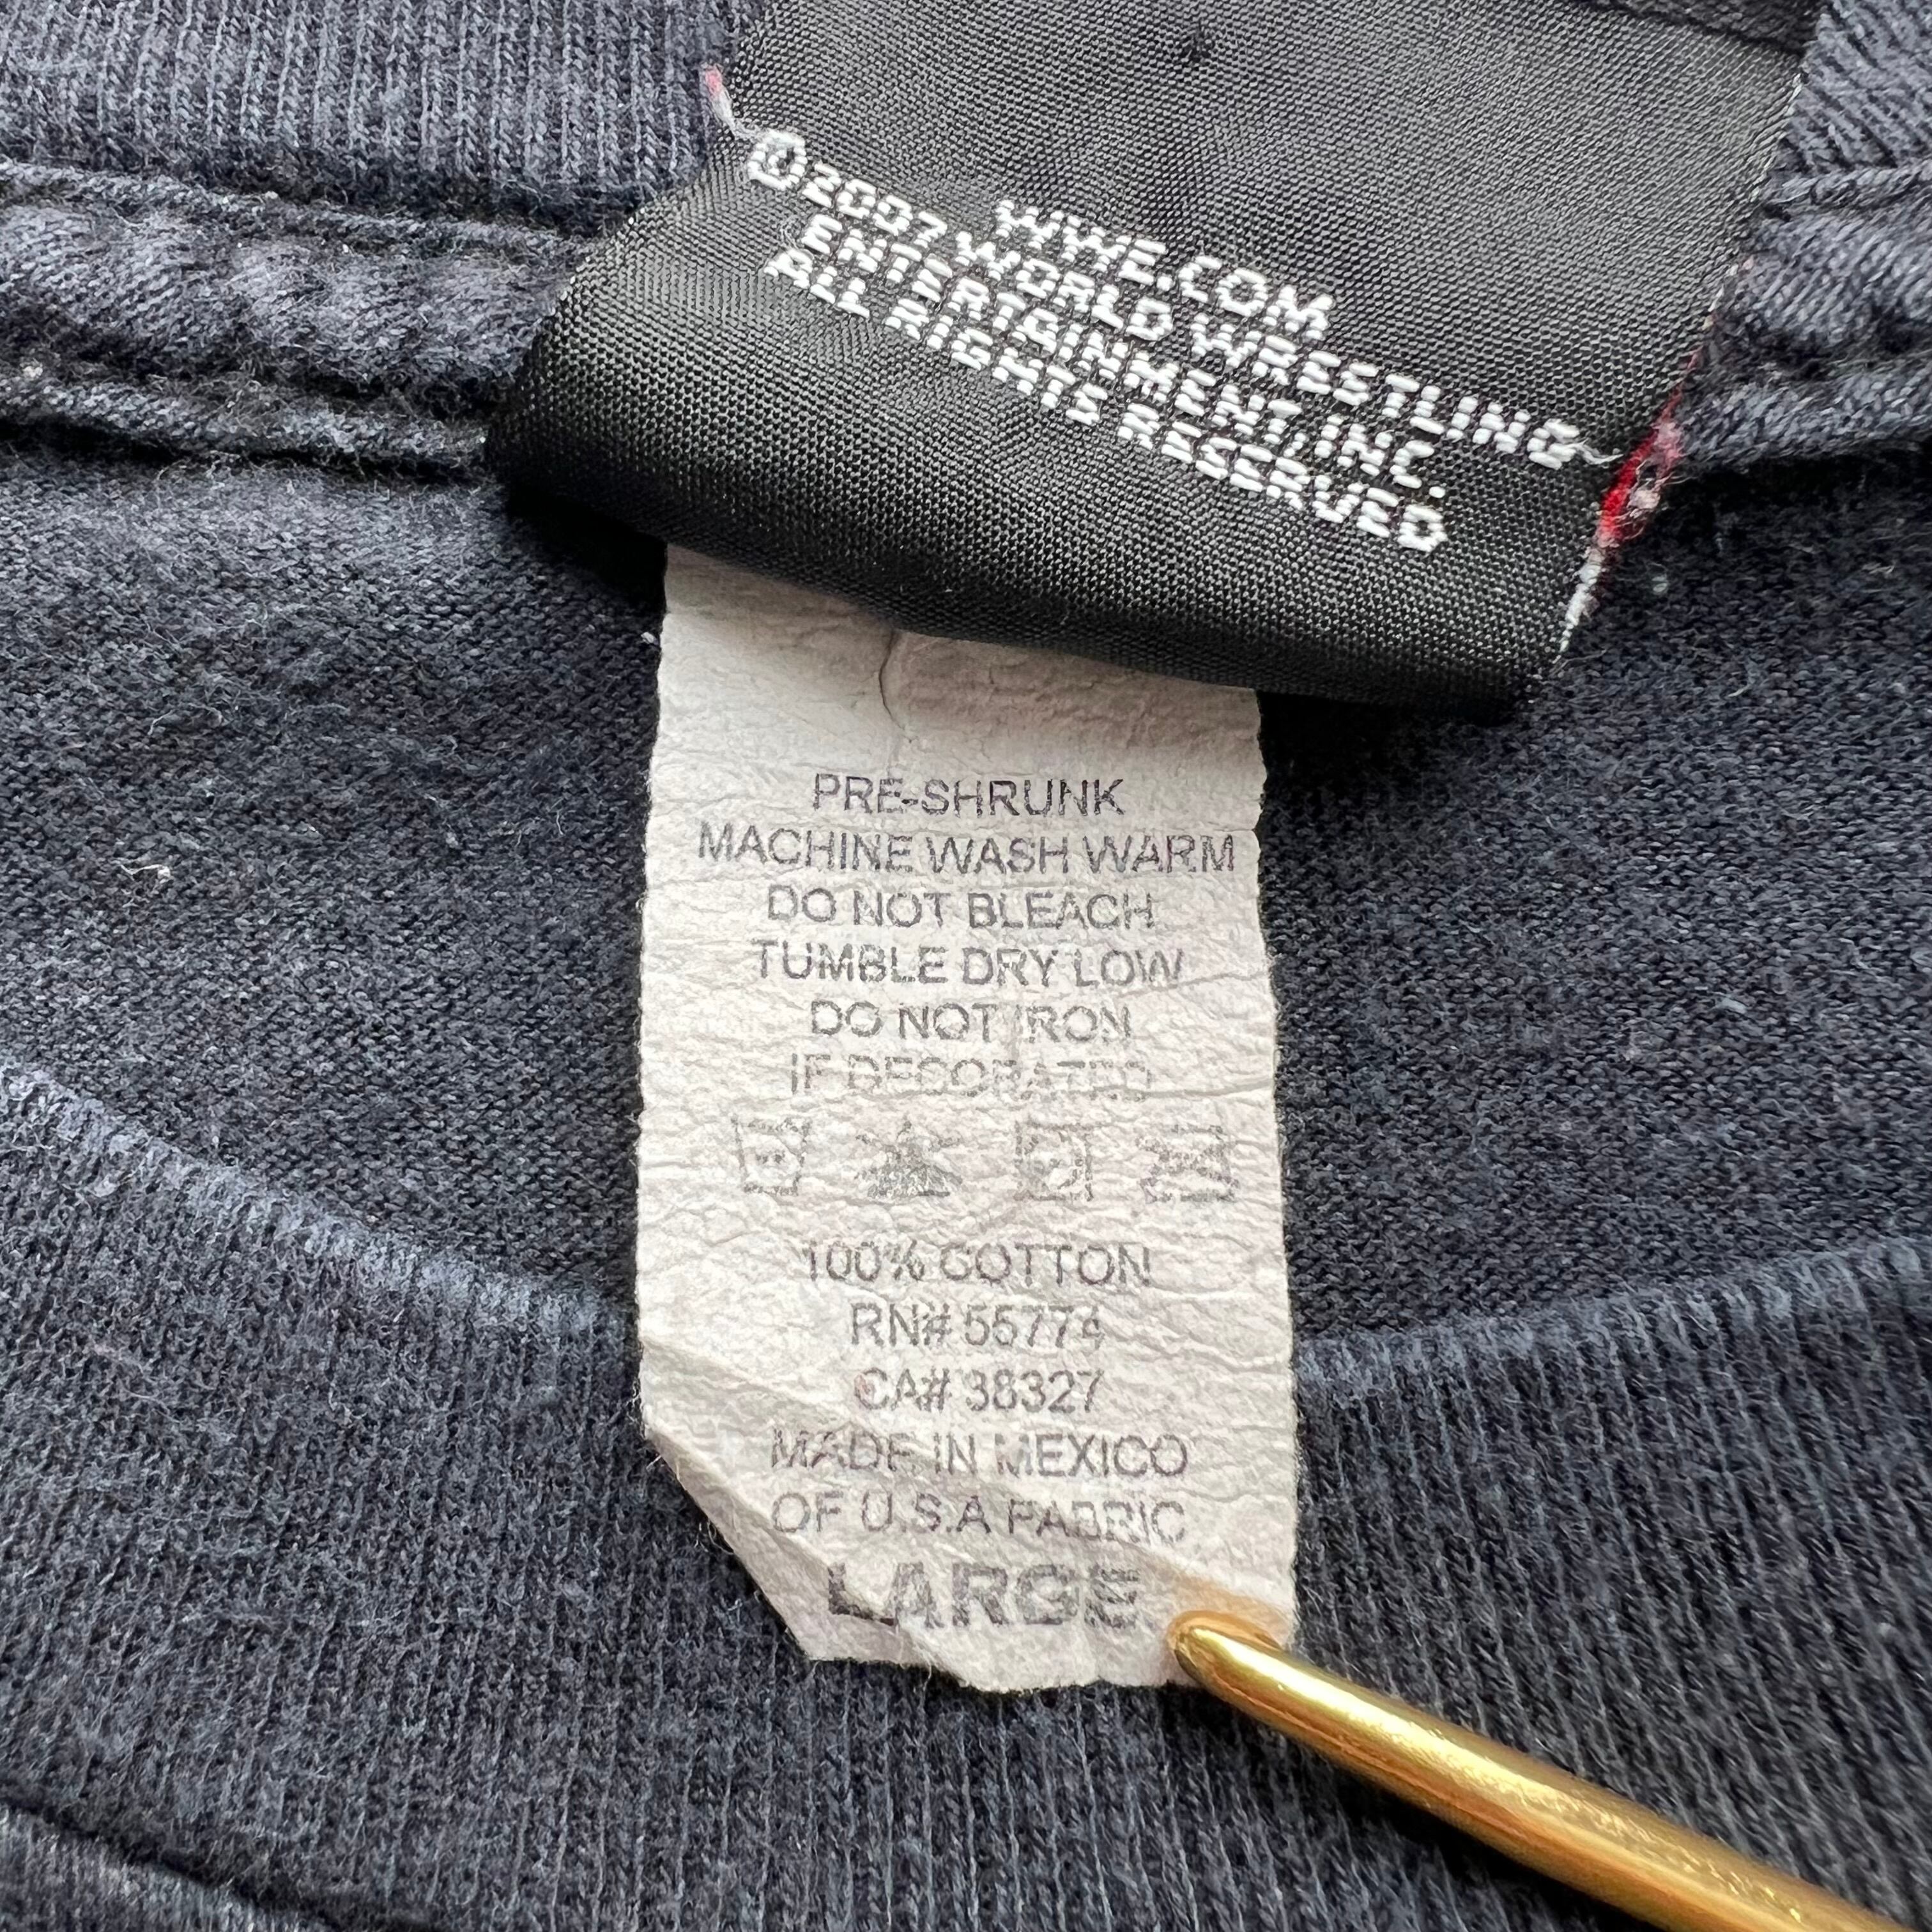 WWE.COM
©2007 WORLD WRESTLING
ENTERTAINMENT, INC.
ALL RIGHTS RESERVED
PRE-SHRUNK
MACHINE WASH WARM
DO NOT BLEACH
TUMBLE DRY LOW
DO NOT IRON
IF DECORATED
100% COTTON
RN# 55774
CA# 38327
MADE IN MEXICO
OF U.S.A FABRIC
LARGE